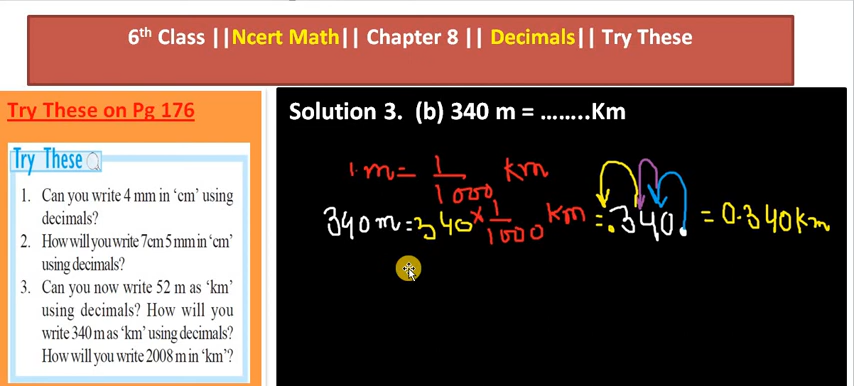 6th Class ||Ncert Math|| Chapter 8 || Decimals|| Try These
Try These on Pg 176
Try These
1. Can you write 4 mm in ‘cm’ using
decimals?
2. How will you write 7cm 5 mm in ‘cm’
using decimals?
3. Can you now write 52 m as ‘km’
using decimals? How will you
write 340 m as ‘km’ using decimals?
How will you write 2008 m in ‘km’?
Solution 3. (b) 340 m = ........Km
1 m = 1/1000 km
340 m = 340 × 1/1000 km = .340. = 0.340 km